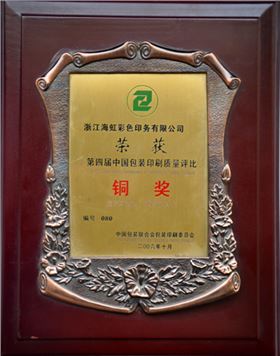 浙江海虹彩色印务有限公司
荣获
第四届中国包装印刷质量评比
铜奖
编号 080
中国包装联合会包装印刷委员会
二〇〇六年十月